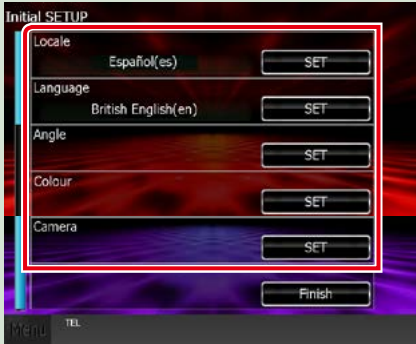 Initial SETUP
Locale
Español(es) SET
Language
British English(en) SET
Angle
SET
Colour
SET
Camera
SET
Finish
Menu TEL